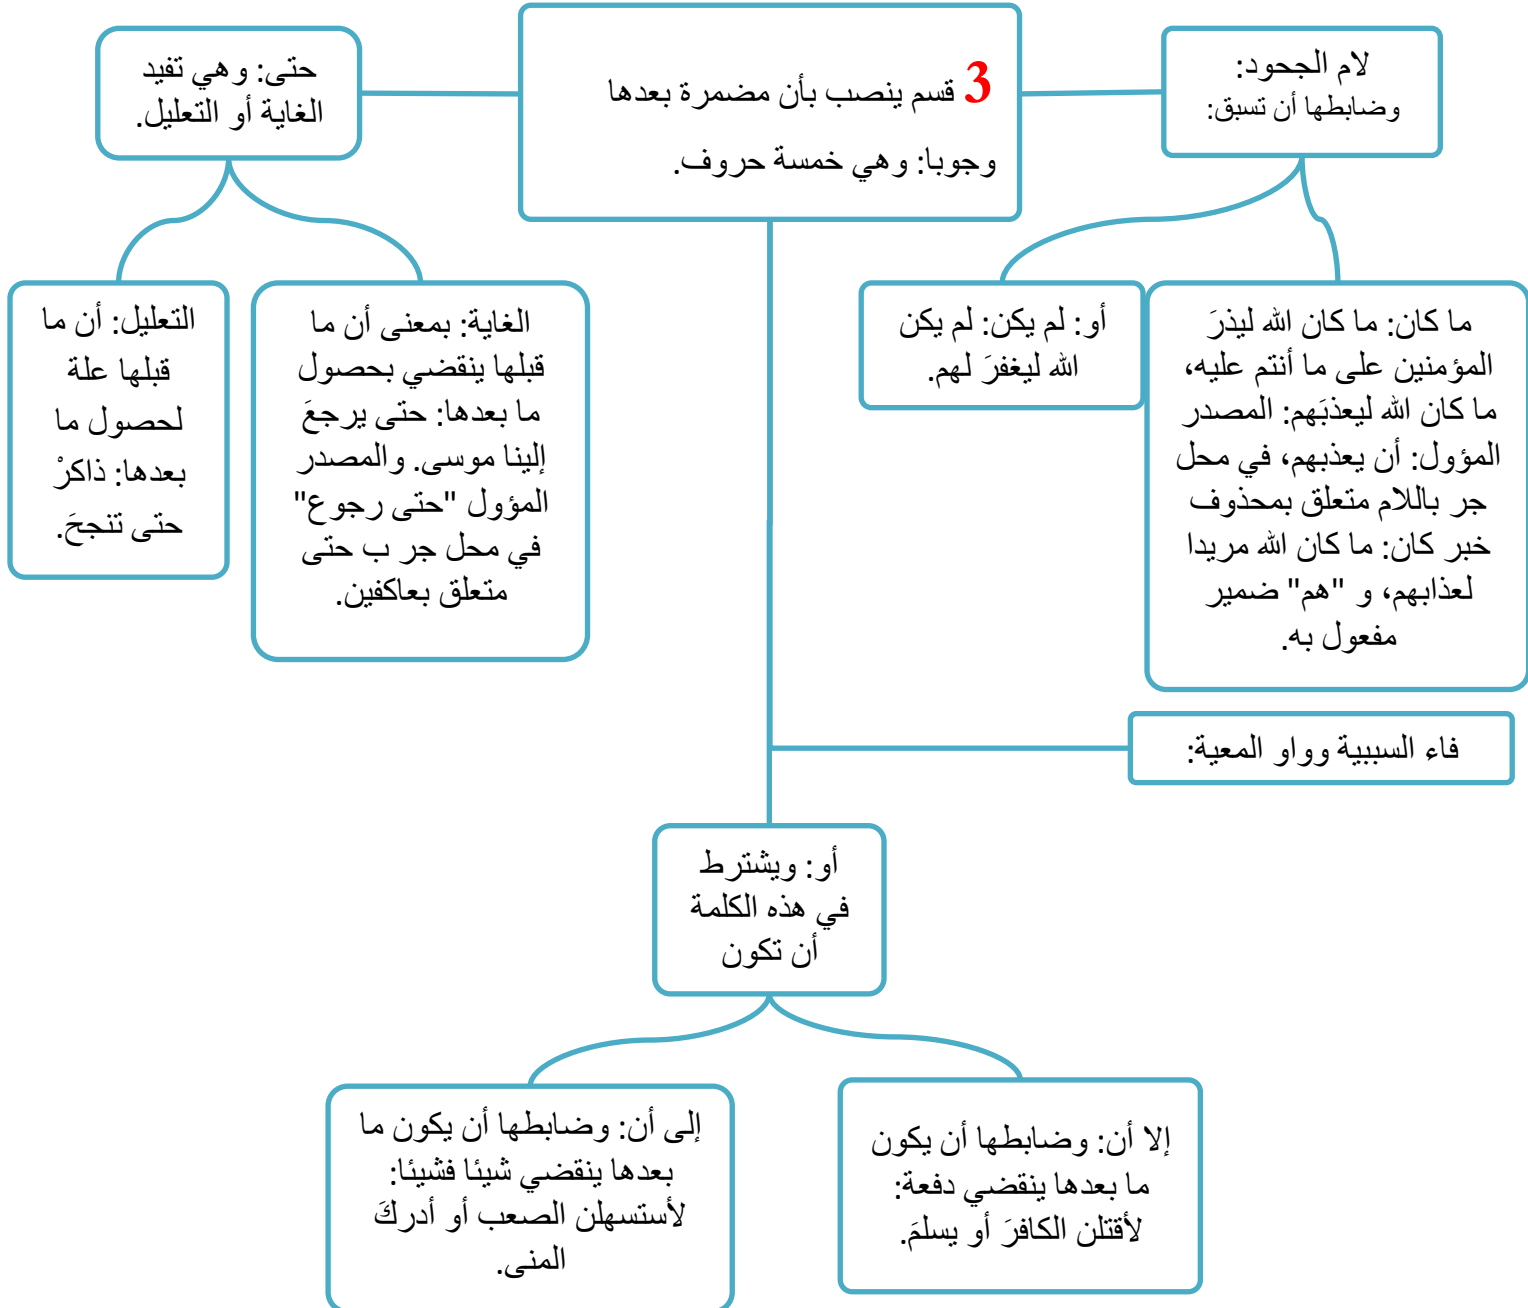 3 قسم ينصب بأن مضمرة بعدها
وجوبا: وهي خمسة حروف.
لام الجحود:
وضابطها أن تسبق:
ما كان: ما كان الله ليذرَ
المؤمنين على ما أنتم عليه،
ما كان الله ليعذبَهم: المصدر
المؤول: أن يعذبهم، في محل
جر باللام متعلق بمحذوف
خبر كان: ما كان الله مريدا
لعذابهم، و "هم" ضمير
مفعول به.
أو: لم يكن: لم يكن
الله ليغفرَ لهم.
حتى: وهي تفيد
الغاية أو التعليل.
الغاية: بمعنى أن ما
قبلها ينقضي بحصول
ما بعدها: حتى يرجعَ
إلينا موسى. والمصدر
المؤول "حتى رجوع"
في محل جر ب حتى
متعلق بعاكفين.
التعليل: أن ما
قبلها علة
لحصول ما
بعدها: ذاكرْ
حتى تنجحَ.
فاء السببية وواو المعية:
أو: ويشترط
في هذه الكلمة
أن تكون
إلا أن: وضابطها أن يكون
ما بعدها ينقضي دفعة:
لأقتلن الكافرَ أو يسلمَ.
إلى أن: وضابطها أن يكون ما
بعدها ينقضي شيئا فشيئا:
لأستسهلن الصعب أو أدركَ
المنى.